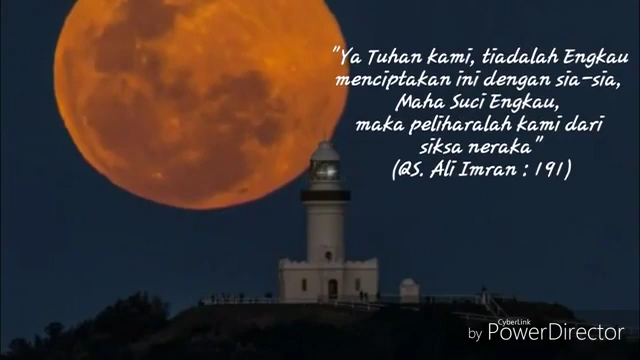 "Ya Tuhan kami, tiadalah Engkau
menciptakan ini dengan sia-sia,
Maha Suci Engkau,
maka peliharalah kami dari
siksa neraka"
(QS. Ali Imran : 191)
CyberLink
by PowerDirector